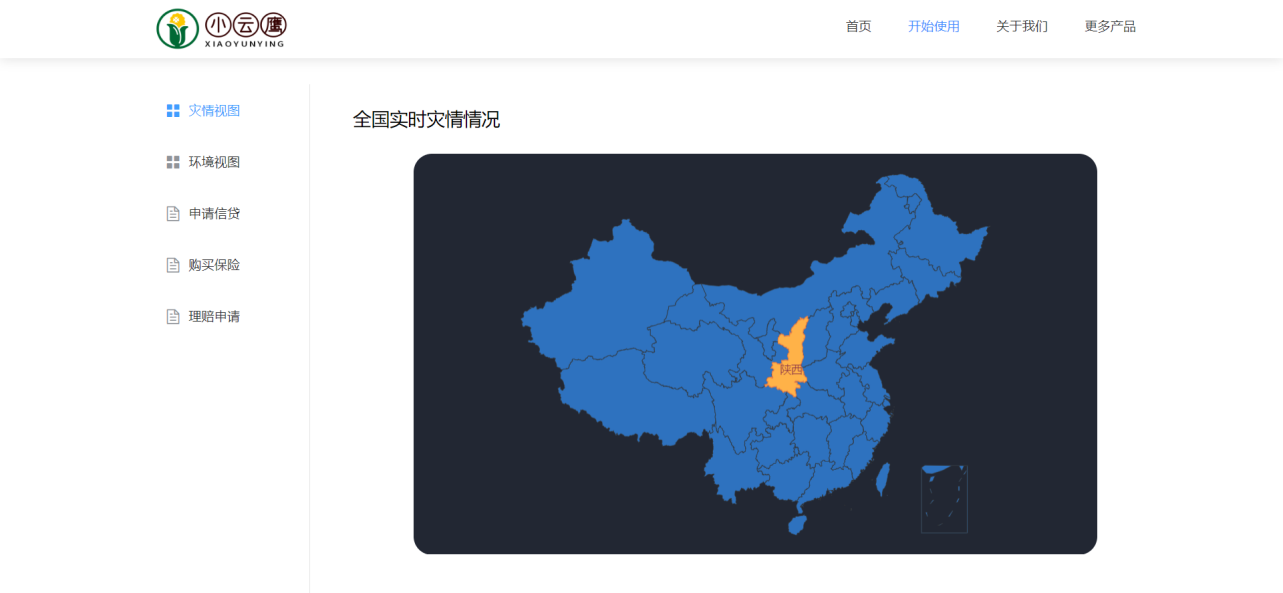 小云鹰
XIAOYUNYING
首页 开始使用 关于我们 更多产品
灾情视图
环境视图
申请信贷
购买保险
理赔申请
全国实时灾情情况
陕西